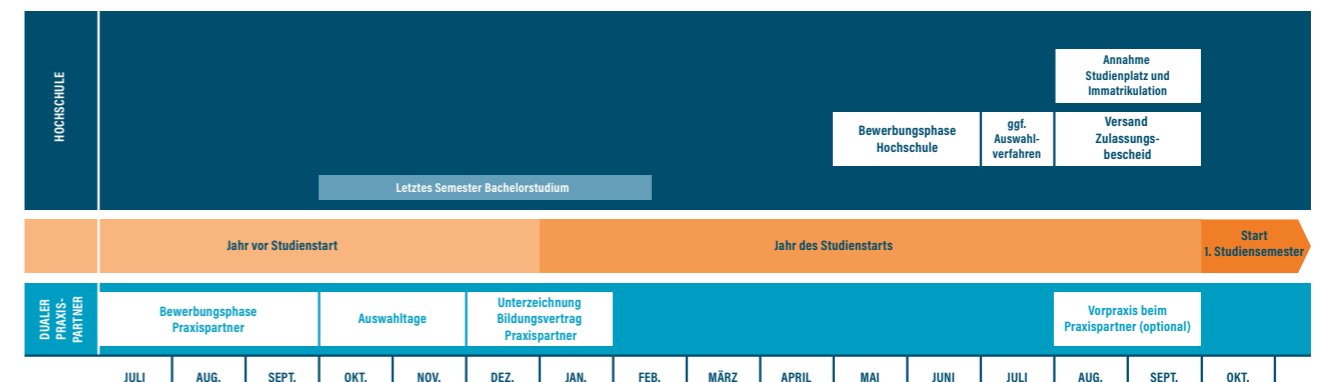 HOCHSCHULE
Annahme
Studienplatz und
Immatrikulation
Bewerbungsphase
Hochschule
ggf.
Auswahl-
verfahren
Versand
Zulassungs-
bescheid
Letztes Semester Bachelorstudium
Jahr vor Studienstart
Jahr des Studienstarts
Start
1. Studiensemester
DUALER
PRAXIS-
PARTNER
Bewerbungsphase
Praxispartner
Auswahltage
Unterzeichnung
Bildungsvertrag
Praxispartner
Vorpraxis beim
Praxispartner (optional)
JULI AUG. SEPT. OKT. NOV. DEZ. JAN. FEB. MÄRZ APRIL MAI JUNI JULI AUG. SEPT. OKT.